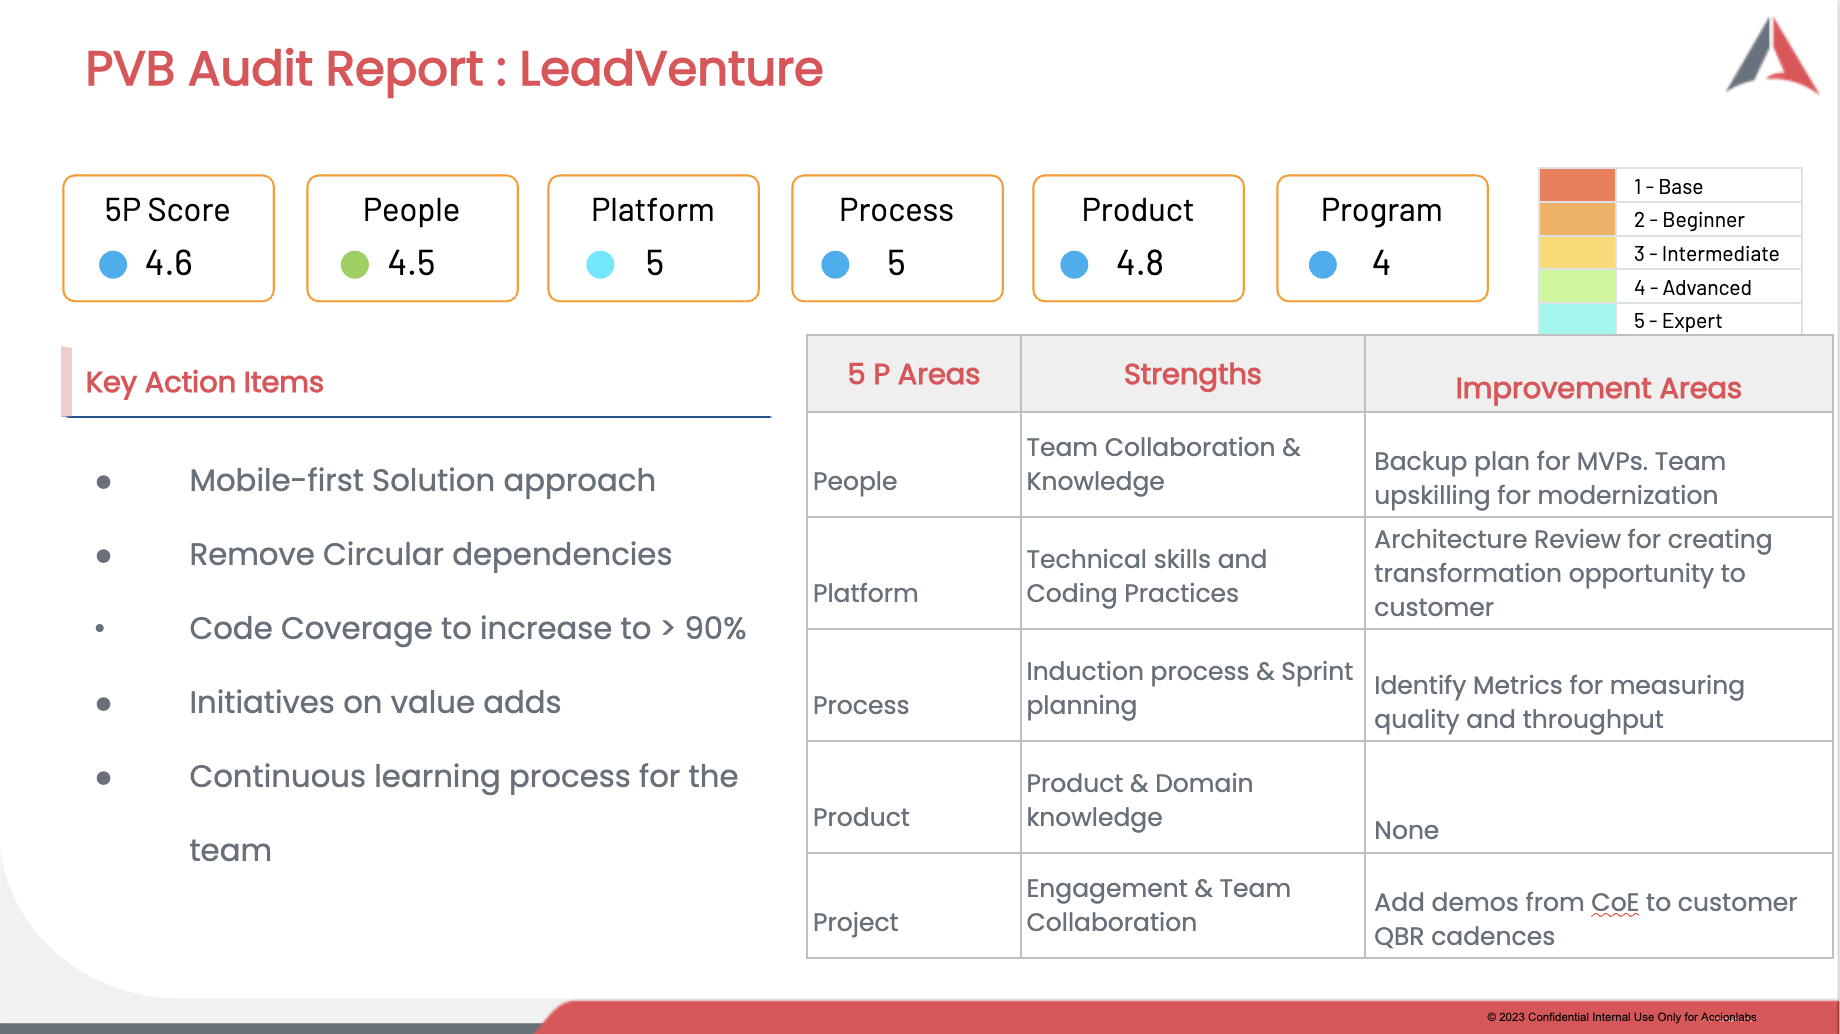 PVB Audit Report : LeadVenture
5P Score
4.6
People
4.5
Platform
5
Process
5
Product
4.8
Program
4
1 - Base
2 - Beginner
3 - Intermediate
4 - Advanced
5 - Expert
Key Action Items
● Mobile-first Solution approach
● Remove Circular dependencies
• Code Coverage to increase to > 90%
● Initiatives on value adds
● Continuous learning process for the
team
5 P Areas
Strengths
Improvement Areas
People
Team Collaboration &
Knowledge
Backup plan for MVPs. Team
upskilling for modernization
Platform
Technical skills and
Coding Practices
Architecture Review for creating
transformation opportunity to
customer
Process
Induction process & Sprint
planning
Identify Metrics for measuring
quality and throughput
Product
Product & Domain
knowledge
None
Project
Engagement & Team
Collaboration
Add demos from CoE to customer
QBR cadences
© 2023 Confidential Internal Use Only for Accionlabs